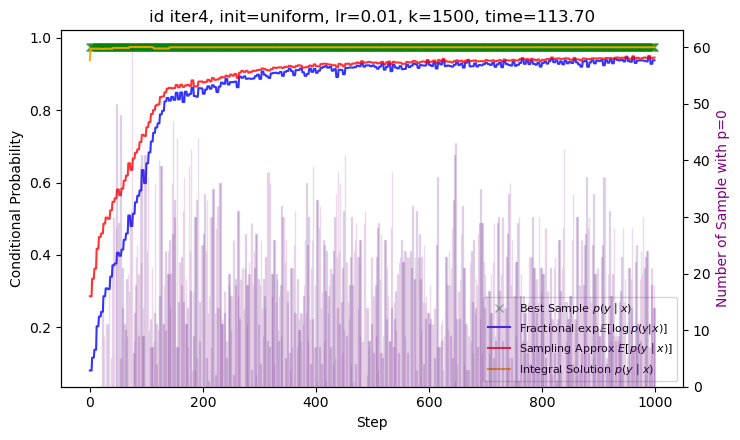 id iter4, init=uniform, lr=0.01, k=1500, time=113.70
Conditional Probability
1.0
0.8
0.6
0.4
0.2
60
50
40
30
20
10
0
Number of Sample with p=0
Best Sample p(y | x)
Fractional exp𝔼[log p(y|x)]
Sampling Approx E[p(y | x)]
Integral Solution p(y | x)
0 200 400 600 800 1000
Step